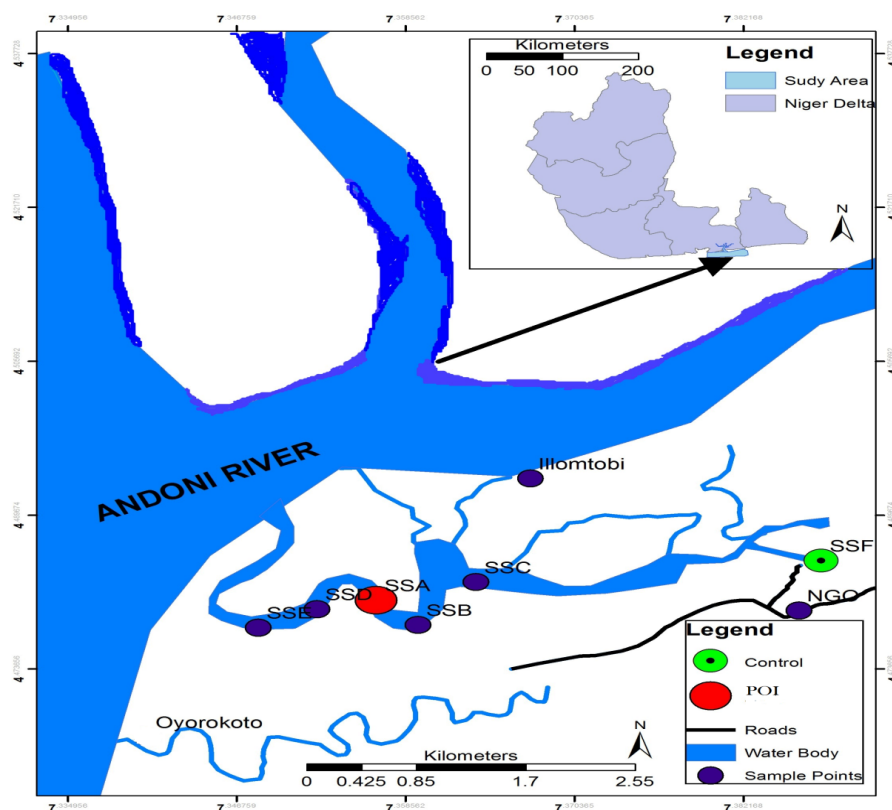 7.334956 7.346759 7.358562 7.370365 7.382168
Kilometers
0 50 100 200
Legend
Sudy Area
Niger Delta
N
ANDONI RIVER
Illomtobi
SSF
SSC
SSA
SSD
SSE
SSB
NGO
Oyorokoto
Kilometers
0 0.425 0.85 1.7 2.55
N
Legend
Control
POI
Roads
Water Body
Sample Points
7.334956 7.346759 7.358562 7.370365 7.382168